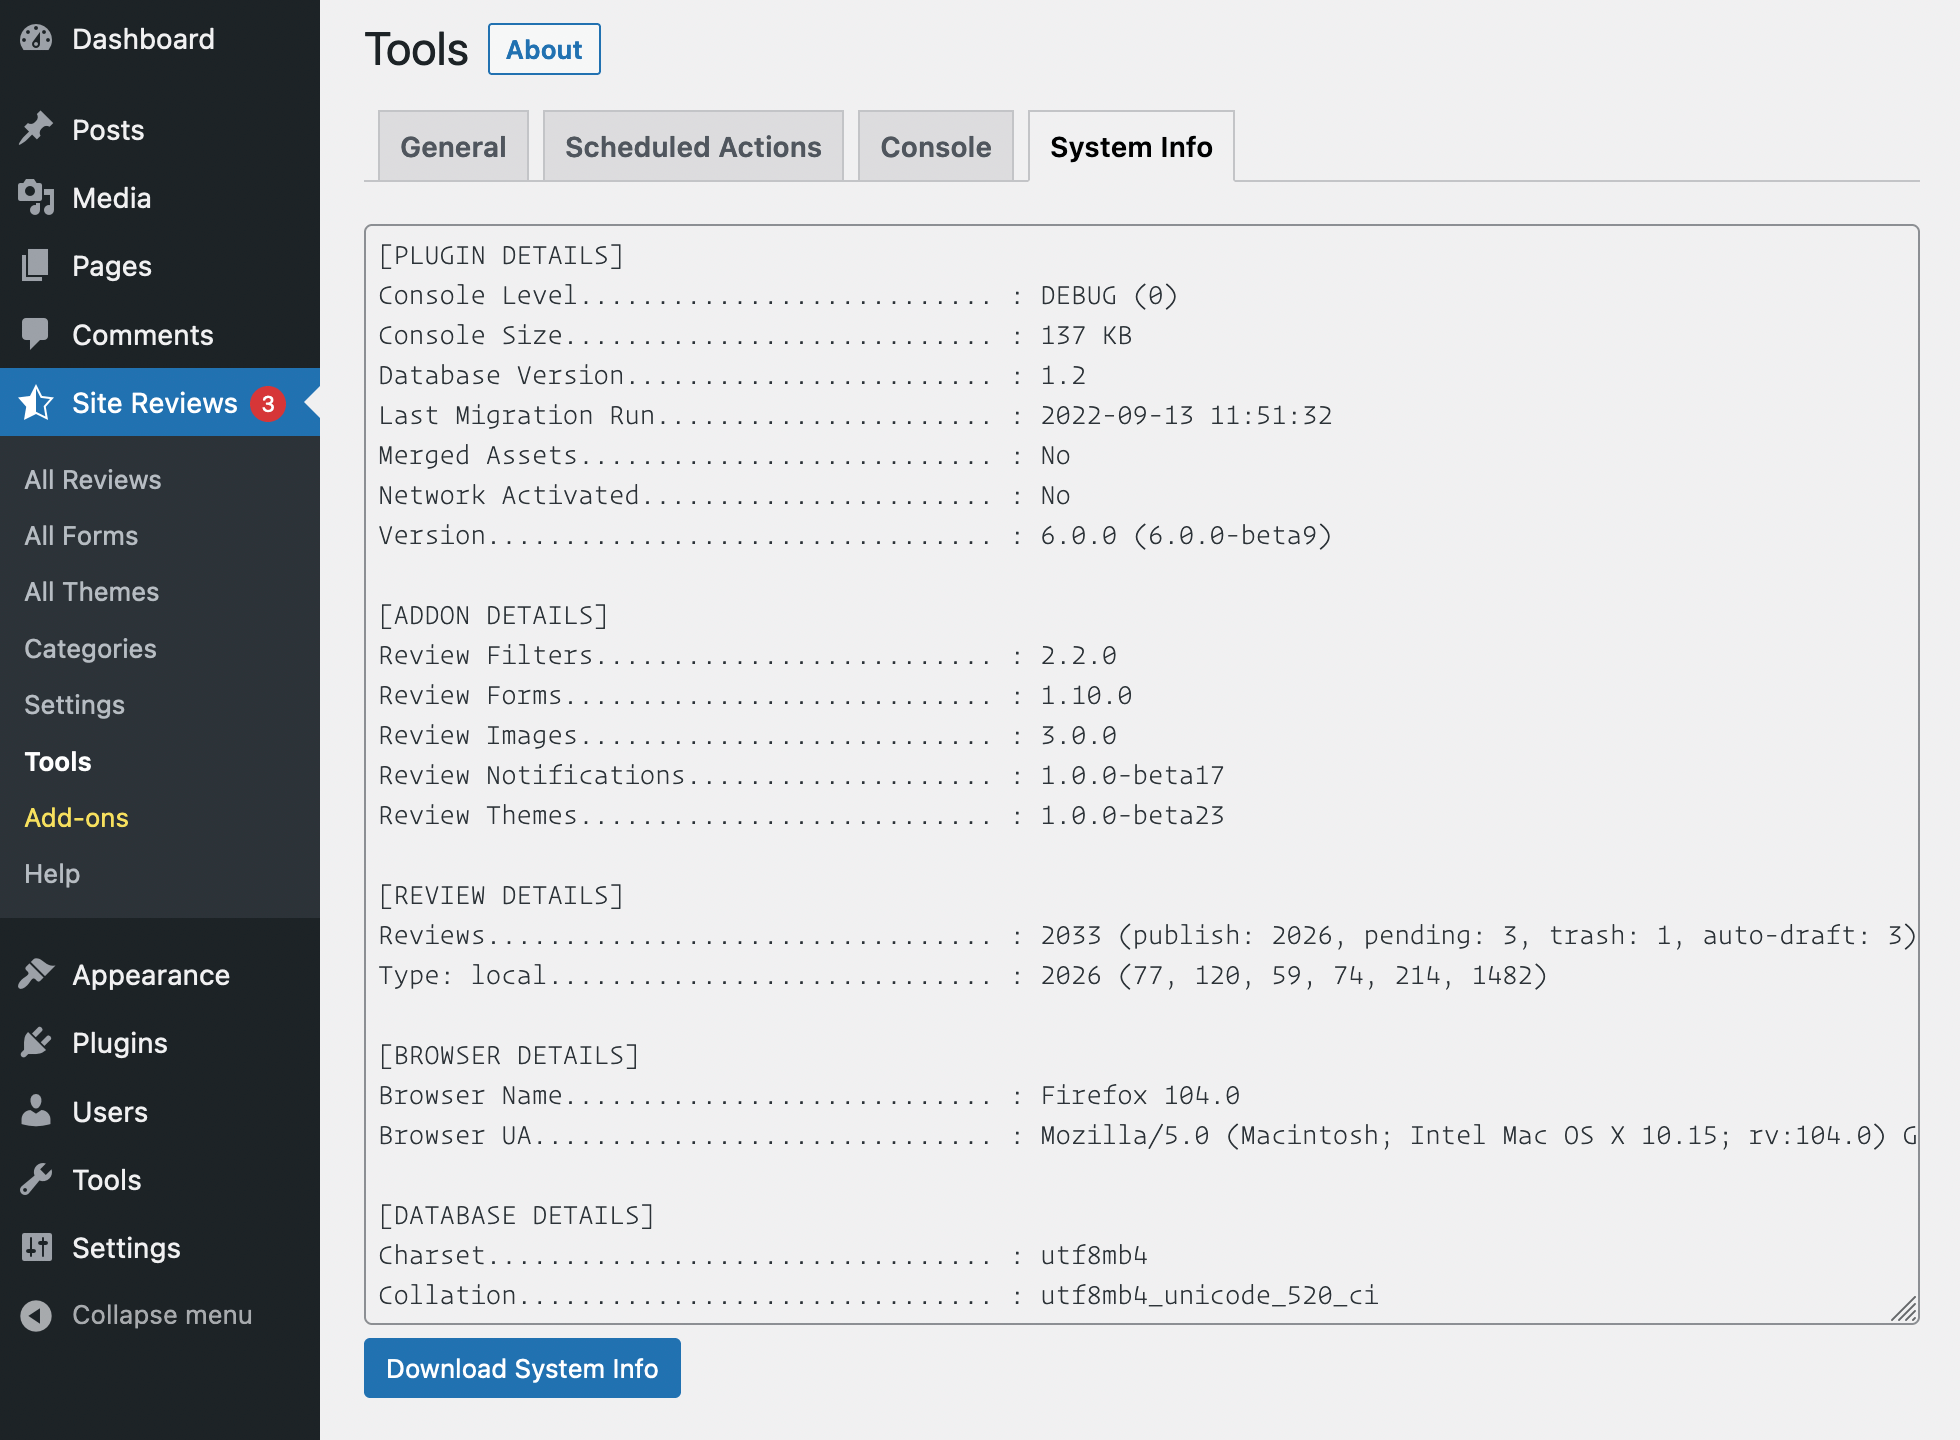 Dashboard
Posts
Media
Pages
Comments
Site Reviews 3
All Reviews
All Forms
All Themes
Categories
Settings
Tools
Add-ons
Help
Appearance
Plugins
Users
Tools
Settings
Collapse menu
Tools About
General Scheduled Actions Console System Info
[PLUGIN DETAILS]
Console Level........................... : DEBUG (0)
Console Size............................ : 137 KB
Database Version........................ : 1.2
Last Migration Run...................... : 2022-09-13 11:51:32
Merged Assets........................... : No
Network Activated....................... : No
Version................................. : 6.0.0 (6.0.0-beta9)
[ADDON DETAILS]
Review Filters.......................... : 2.2.0
Review Forms............................ : 1.10.0
Review Images........................... : 3.0.0
Review Notifications.................... : 1.0.0-beta17
Review Themes........................... : 1.0.0-beta23
[REVIEW DETAILS]
Reviews................................. : 2033 (publish: 2026, pending: 3, trash: 1, auto-draft: 3)
Type: local............................. : 2026 (77, 120, 59, 74, 214, 1482)
[BROWSER DETAILS]
Browser Name............................ : Firefox 104.0
Browser UA.............................. : Mozilla/5.0 (Macintosh; Intel Mac OS X 10.15; rv:104.0) G
[DATABASE DETAILS]
Charset................................. : utf8mb4
Collation............................... : utf8mb4_unicode_520_ci
Download System Info